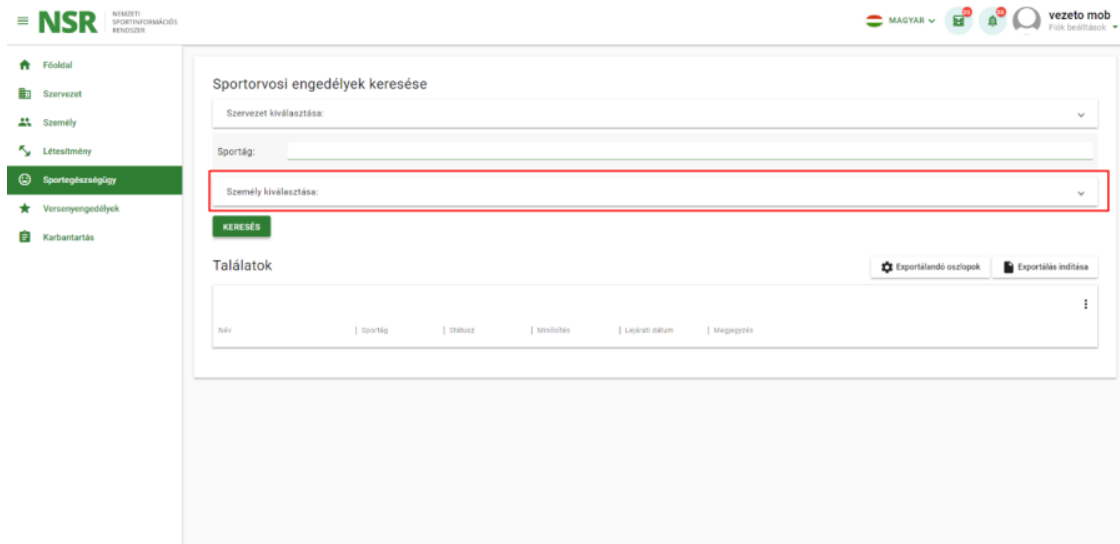 NSR
NEMZETI
SPORTINFORMÁCIÓS
RENDSZER
MAGYAR
vezeto mob
Fiók beállítások
Főoldal
Szervezet
Személy
Létesítmény
Sportegészségügy
Versenyengedélyek
Karbantartás
Sportorvosi engedélyek keresése
Szervezet kiválasztása:
Sportág:
Személy kiválasztása:
KERESÉS
Találatok
Exportálandó oszlopok
Exportálás indítása
Név | Sportág | Státusz | Minősítés | Lejárati dátum | Megjegyzés